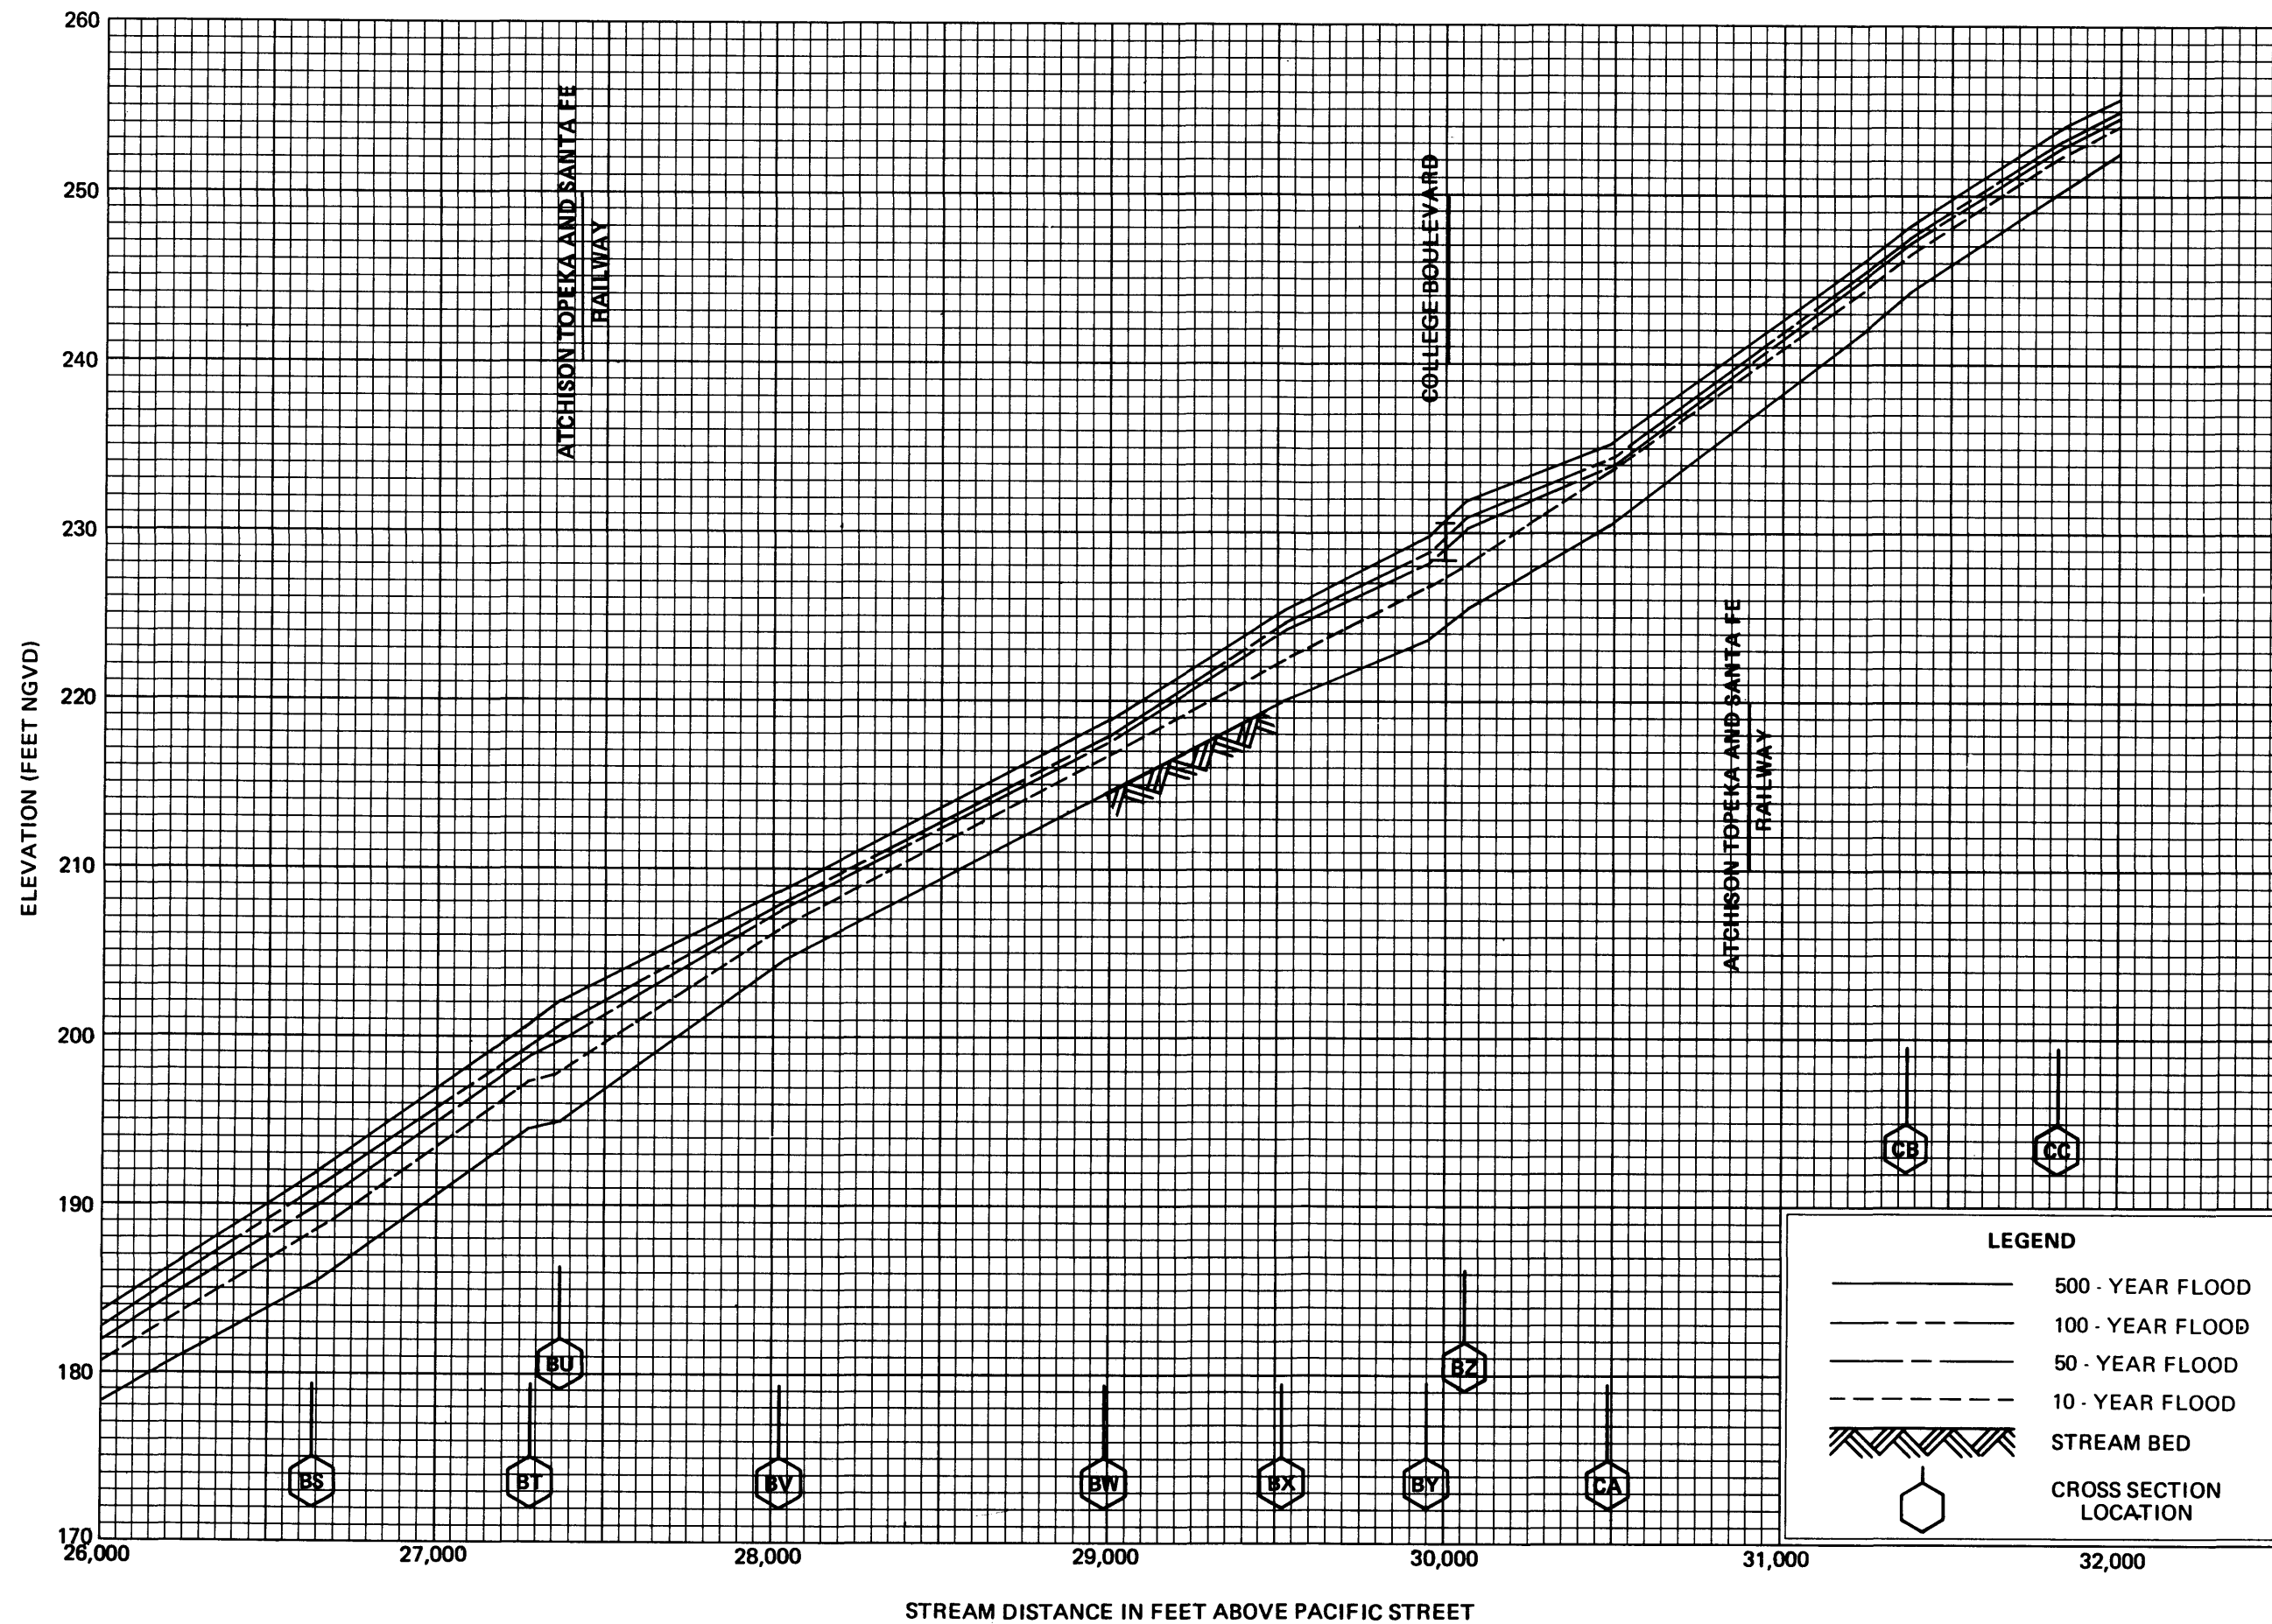 260
250
240
230
220
210
200
190
180
170
ELEVATION (FEET NGVD)
26,000
27,000
28,000
29,000
30,000
31,000
32,000
STREAM DISTANCE IN FEET ABOVE PACIFIC STREET
ATCHISON TOPEKA AND SANTA FE
RAILWAY
COLLEGE BOULEVARD
ATCHISON TOPEKA AND SANTA FE
RAILWAY
BS
BT
BU
BV
BW
BX
BY
BZ
CA
CB
CC
LEGEND
500 - YEAR FLOOD
100 - YEAR FLOOD
50 - YEAR FLOOD
10 - YEAR FLOOD
STREAM BED
CROSS SECTION
LOCATION